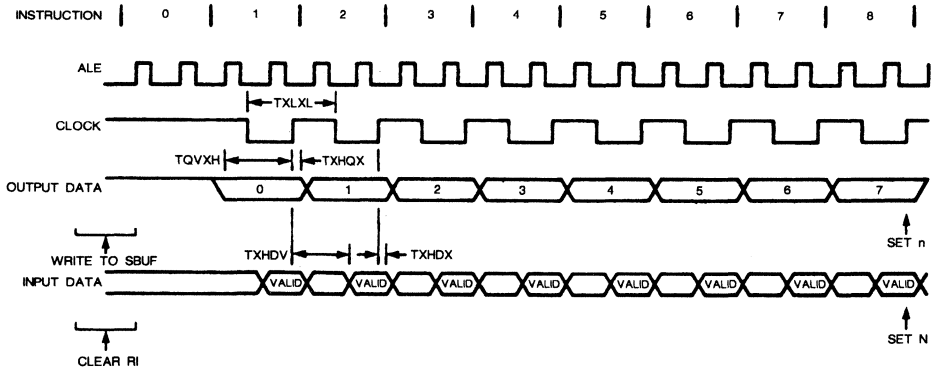 INSTRUCTION | 0 | 1 | 2 | 3 | 4 | 5 | 6 | 7 | 8 |
ALE
TXLXL
CLOCK
TQVXH TXHQX
OUTPUT DATA 0 1 2 3 4 5 6 7
SET n
WRITE TO SBUF
TXHDV TXHDX
INPUT DATA VALID VALID VALID VALID VALID VALID VALID VALID
SET N
CLEAR RI